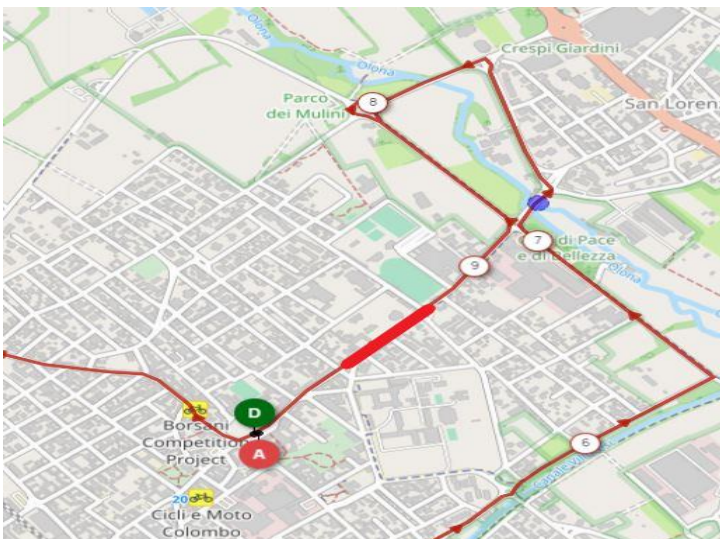 Crespi Giardini
Olona
Parco
dei Mulini
8
San Lorenz
7
di Pace
e di Bellezza
9
Olona
D
Borsani
Competition
Project
A
6
20
Cicli e Moto
Colombo